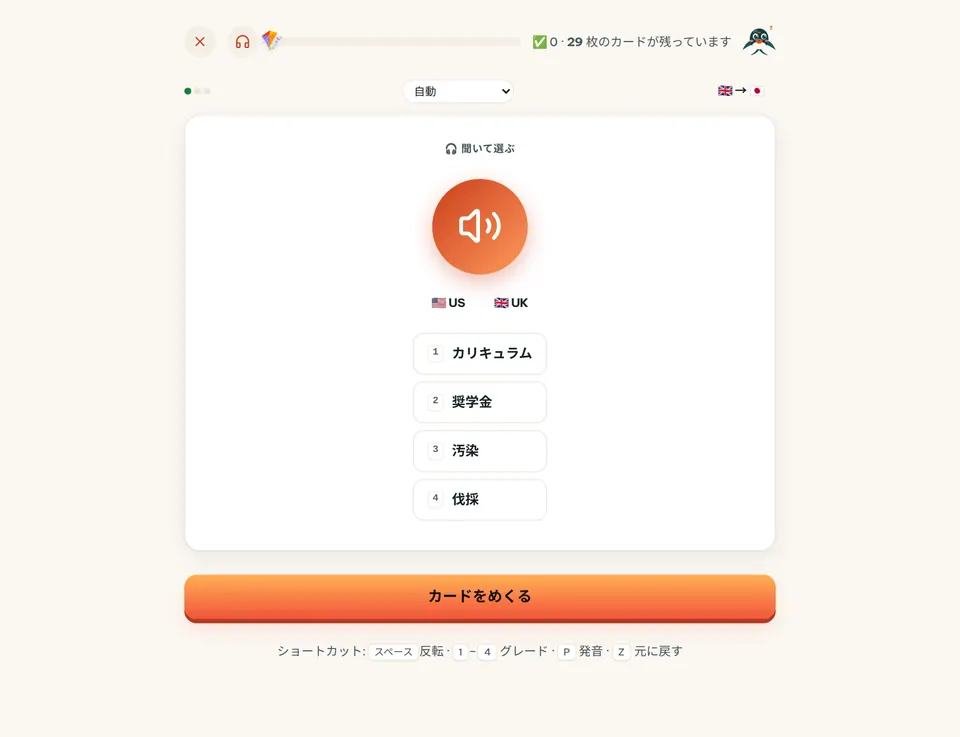 0 · 29 枚のカードが残っています
自動
聞いて選ぶ
US UK
1 カリキュラム
2 奨学金
3 汚染
4 伐採
カードをめくる
ショートカット: スペース 反転 · 1 – 4 グレード · P 発音 · Z 元に戻す